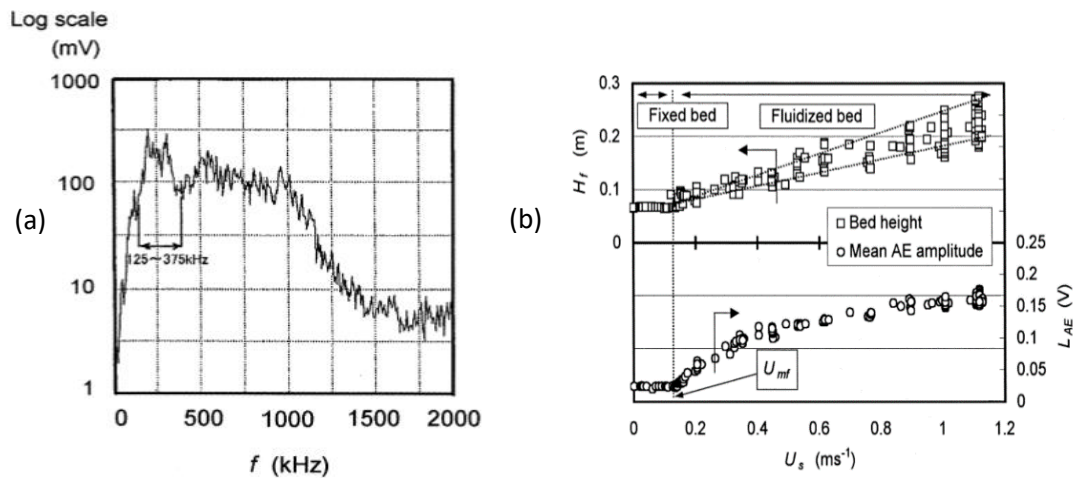 Log scale
(mV)
1000
100
10
1
(a)
125～375kHz
0
500
1000
1500
2000
f (kHz)
(b)
0.3
0.2
0.1
0
H_f (m)
Fixed bed
Fluidized bed
Bed height
Mean AE amplitude
0.25
0.2
0.15
0.1
0.05
0
L_AE (V)
U_mf
0
0.2
0.4
0.6
0.8
1
1.2
U_s (ms⁻¹)